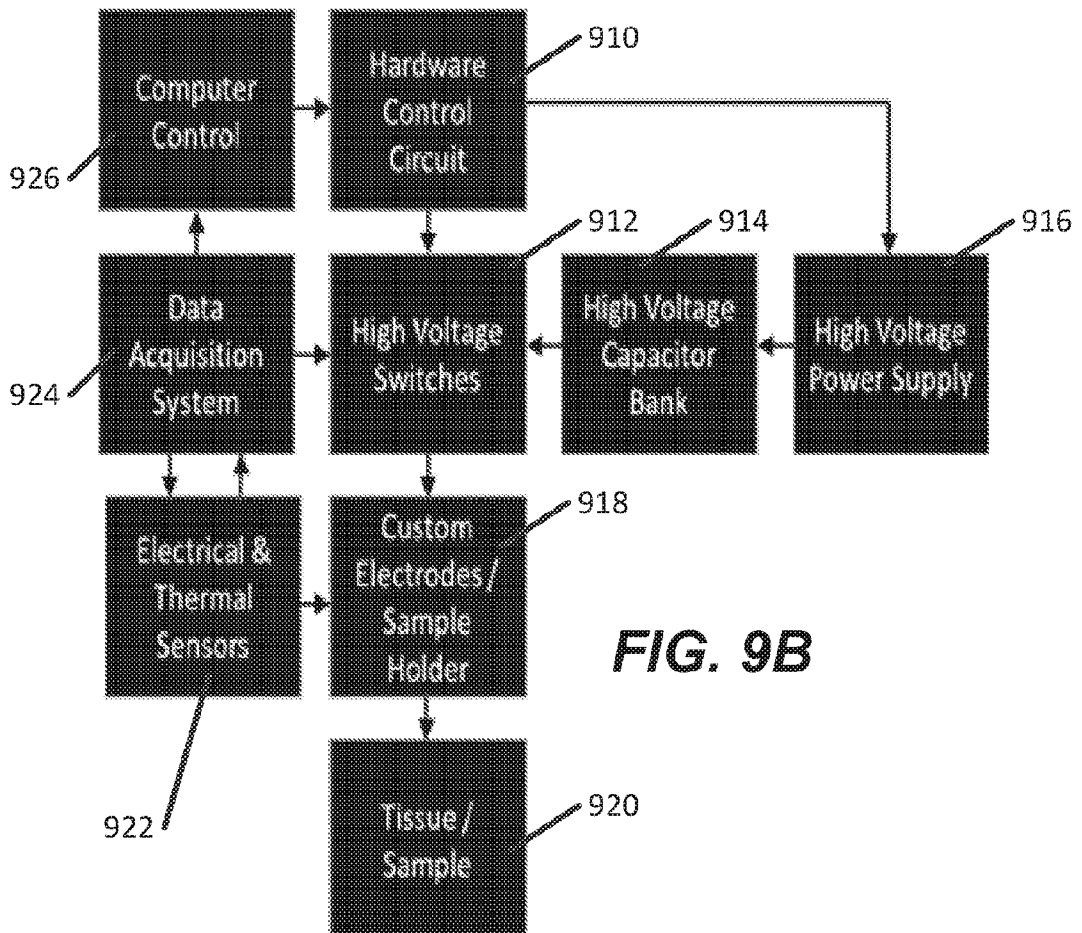 Computer
Control
926
Hardware
Control
Circuit
910
Data
Acquisition
System
924
High Voltage
Switches
912
High Voltage
Capacitor
Bank
914
High Voltage
Power Supply
916
Electrical &
Thermal
Sensors
922
Custom
Electrodes /
Sample
Holder
918
FIG. 9B
Tissue /
Sample
920